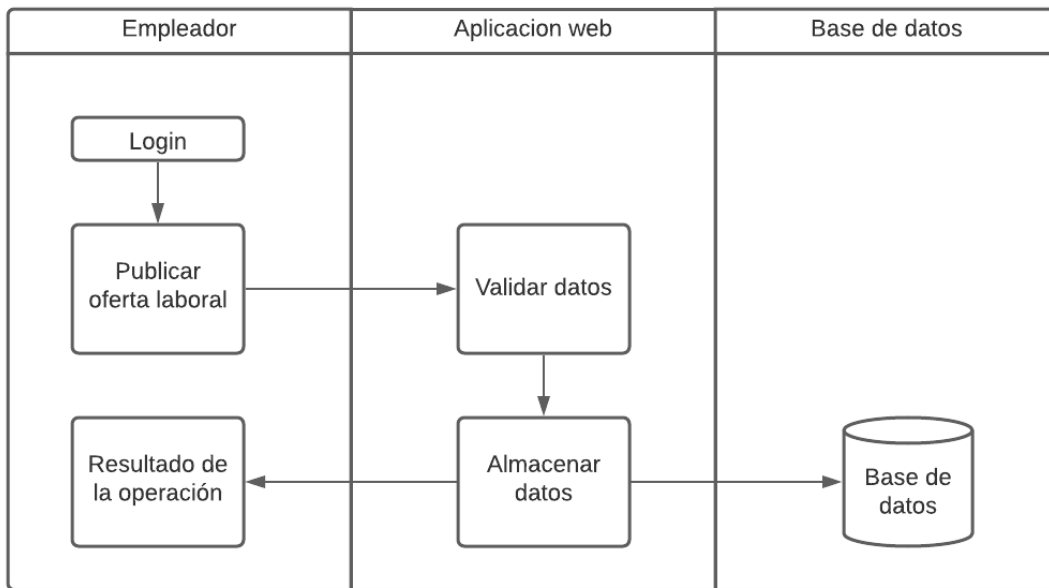 Empleador
Aplicacion web
Base de datos
Login
Publicar
oferta laboral
Validar datos
Resultado de
la operación
Almacenar
datos
Base de
datos